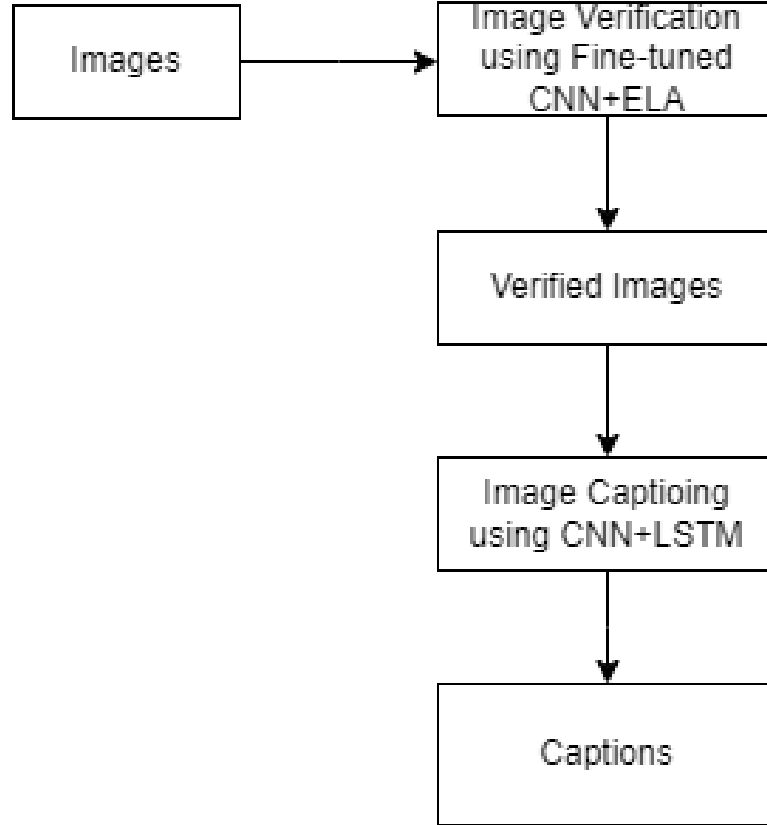 Images
Image Verification
using Fine-tuned
CNN+ELA
Verified Images
Image Captioing
using CNN+LSTM
Captions